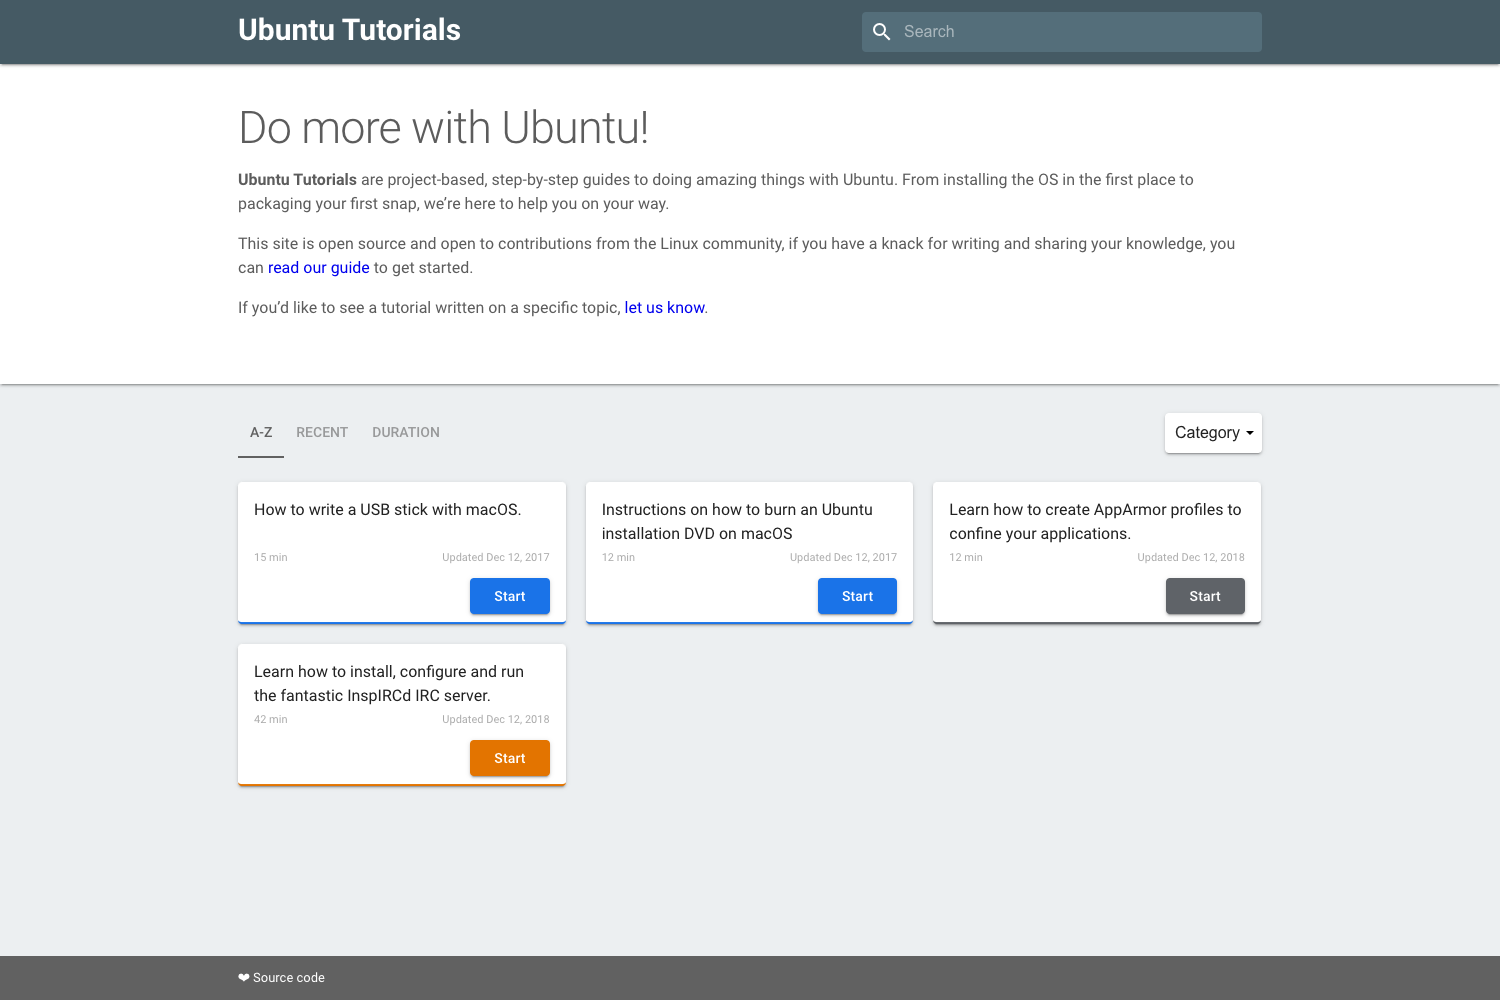 Ubuntu Tutorials
Search
Do more with Ubuntu!
Ubuntu Tutorials are project-based, step-by-step guides to doing amazing things with Ubuntu. From installing the OS in the first place to
packaging your first snap, we’re here to help you on your way.
This site is open source and open to contributions from the Linux community, if you have a knack for writing and sharing your knowledge, you
can read our guide to get started.
If you’d like to see a tutorial written on a specific topic, let us know.
A-Z RECENT DURATION
Category
How to write a USB stick with macOS.
15 min Updated Dec 12, 2017
Start
Instructions on how to burn an Ubuntu
installation DVD on macOS
12 min Updated Dec 12, 2017
Start
Learn how to create AppArmor profiles to
confine your applications.
12 min Updated Dec 12, 2018
Start
Learn how to install, configure and run
the fantastic InspIRCd IRC server.
42 min Updated Dec 12, 2018
Start
❤ Source code